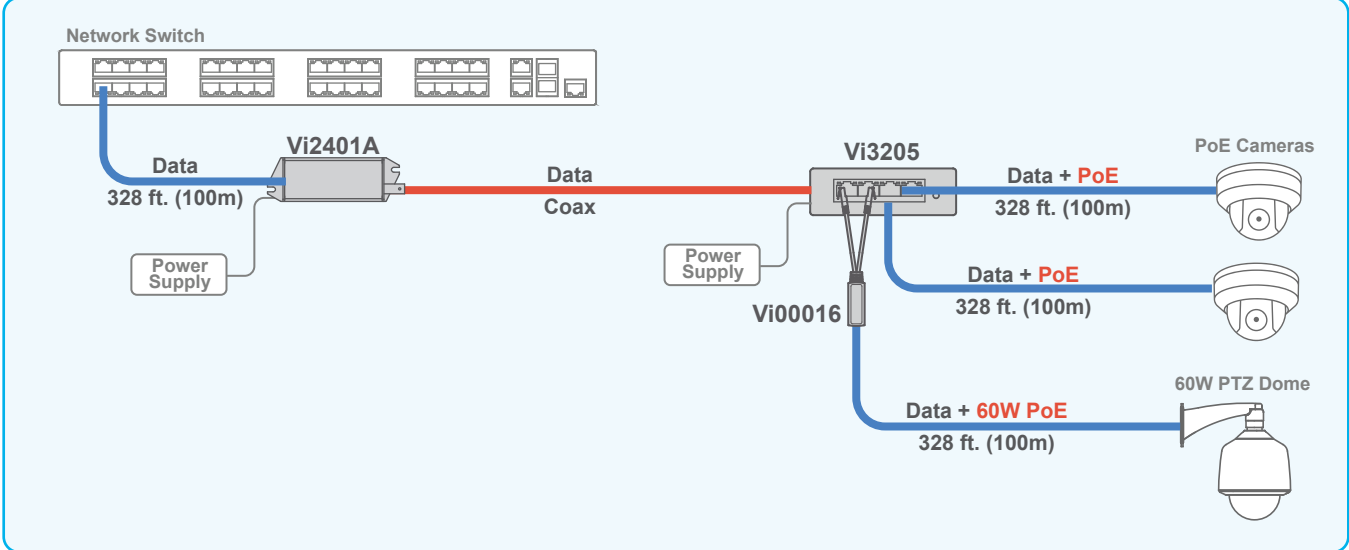 Network Switch
Vi2401A
Data
328 ft. (100m)
Power
Supply
Data
Coax
Vi3205
Power
Supply
Vi00016
PoE Cameras
Data + PoE
328 ft. (100m)
Data + PoE
328 ft. (100m)
60W PTZ Dome
Data + 60W PoE
328 ft. (100m)